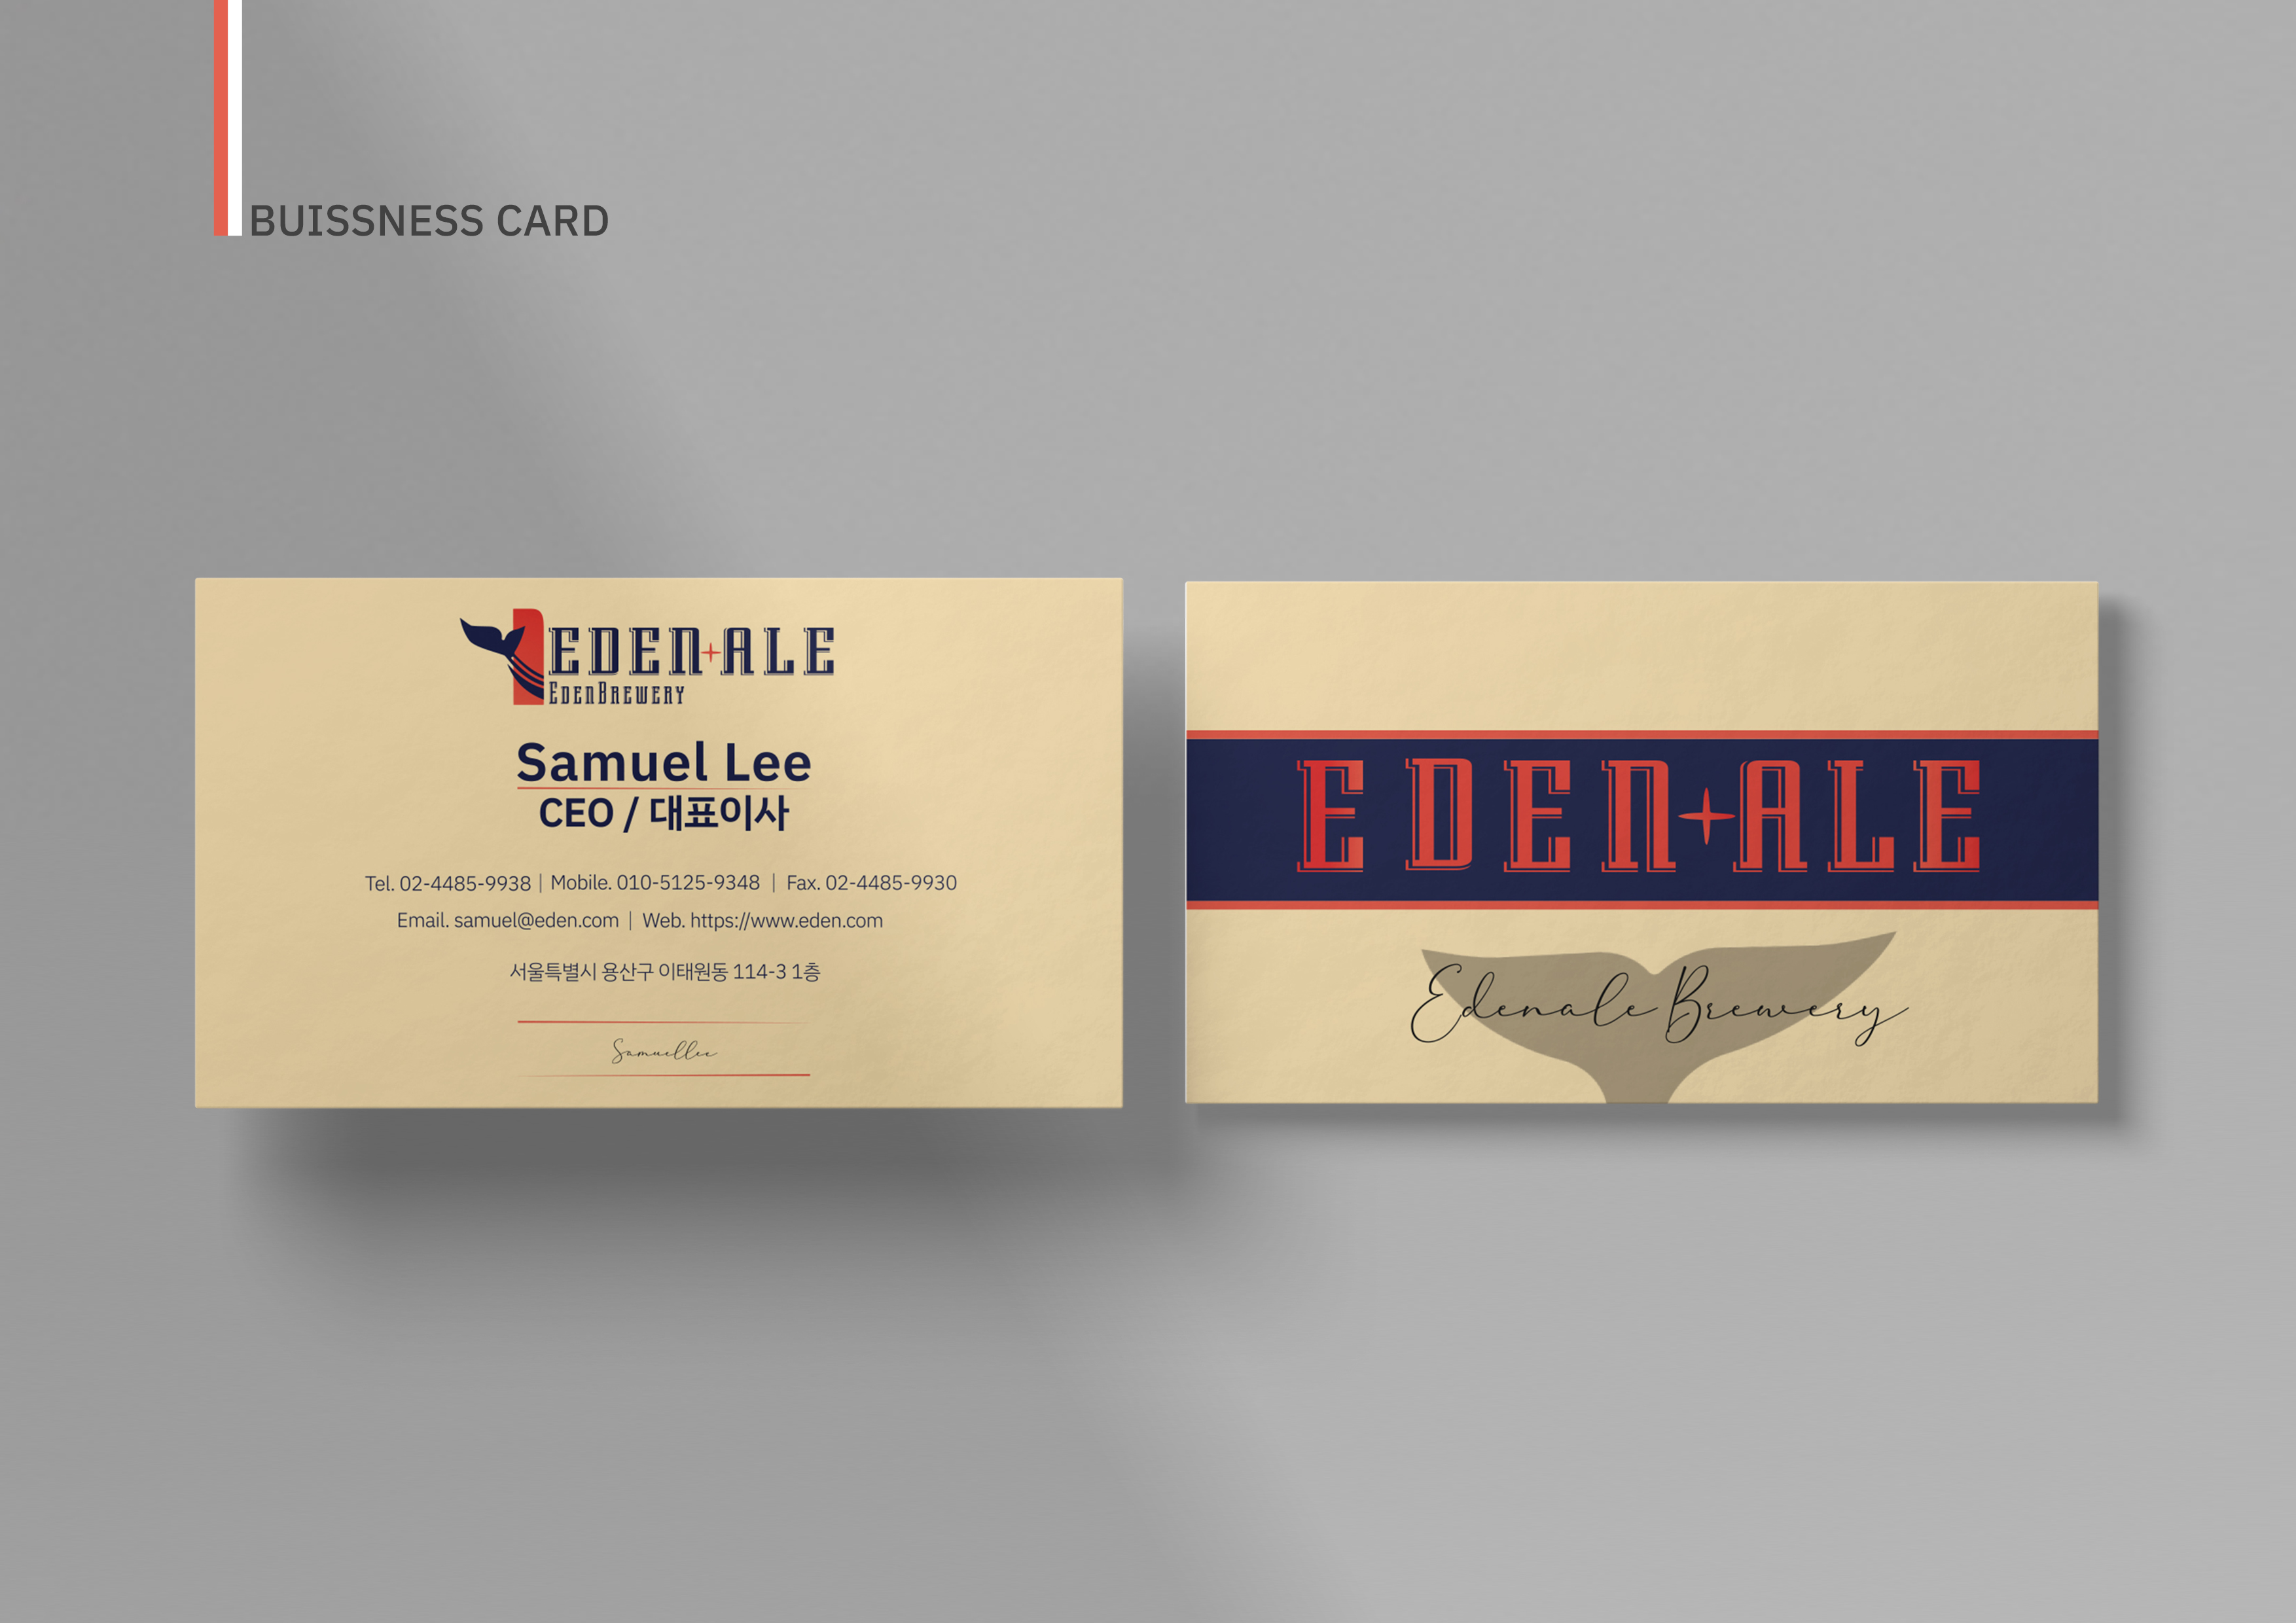 BUISSNESS CARD
EDEN+ALE
EDENBREWERY
Samuel Lee
CEO / 대표이사
Tel. 02-4485-9938 | Mobile. 010-5125-9348 | Fax. 02-4485-9930
Email. samuel@eden.com | Web. https://www.eden.com
서울특별시 용산구 이태원동 114-3 1층
Samuellee
EDEN+ALE
Edenale Brewery